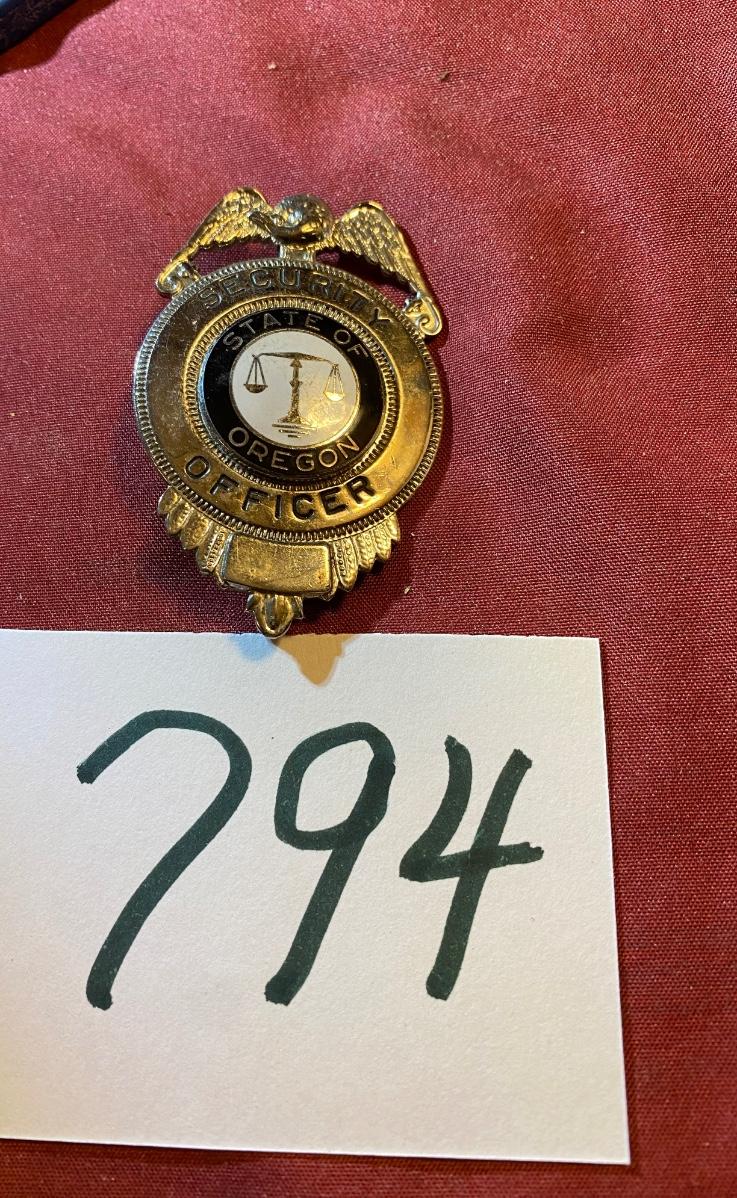 SECURITY
STATE OF
OREGON
OFFICER
794